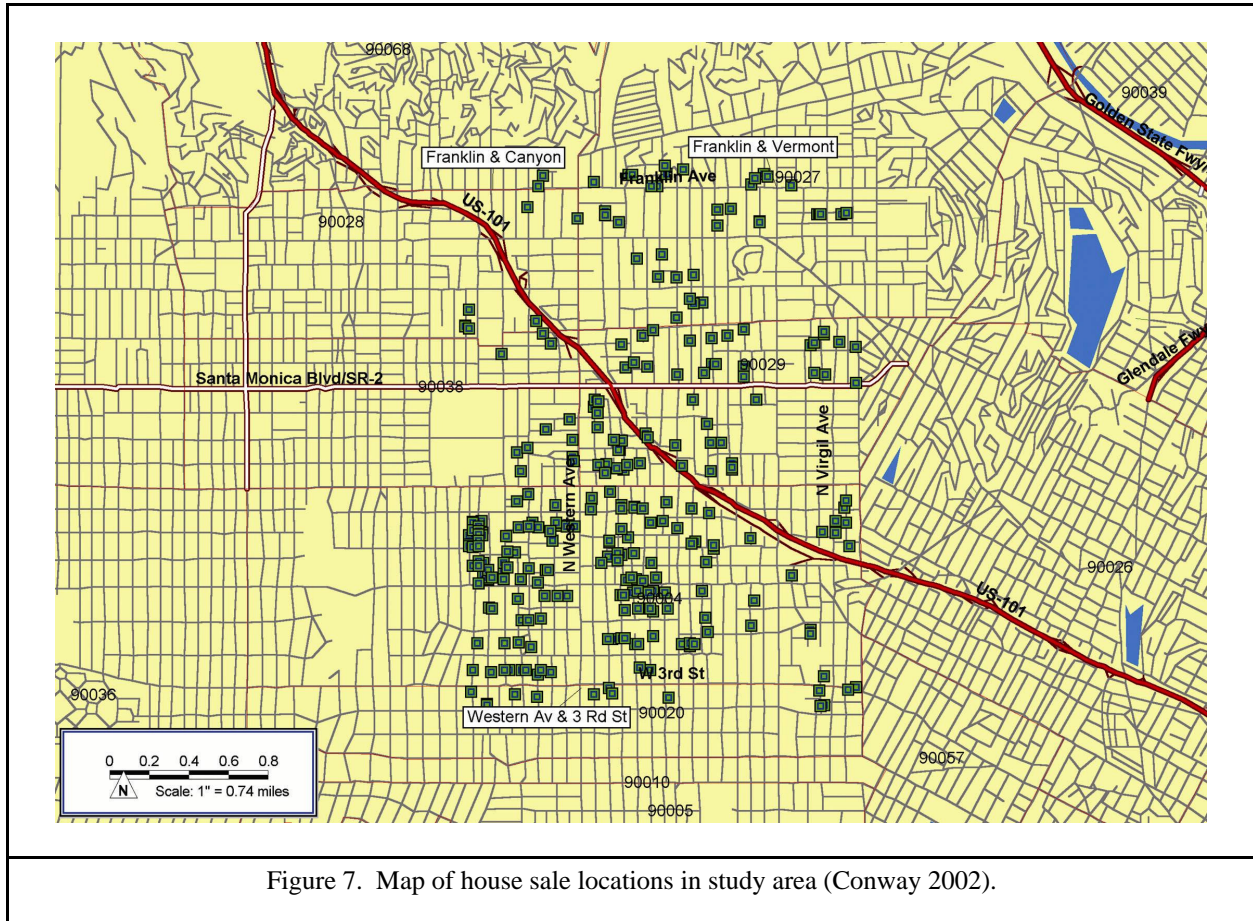 90068
90039
Golden State Fwy
Franklin & Canyon
Franklin & Vermont
Franklin Ave
90027
90028
US-101
Glendale Fwy
90029
Santa Monica Blvd/SR-2
90038
N Virgil Ave
N Western Ave
90026
90004
US-101
W 3rd St
90036
Western Av & 3 Rd St
90020
90057
0 0.2 0.4 0.6 0.8
N
Scale: 1" = 0.74 miles
90010
90005
Figure 7. Map of house sale locations in study area (Conway 2002).